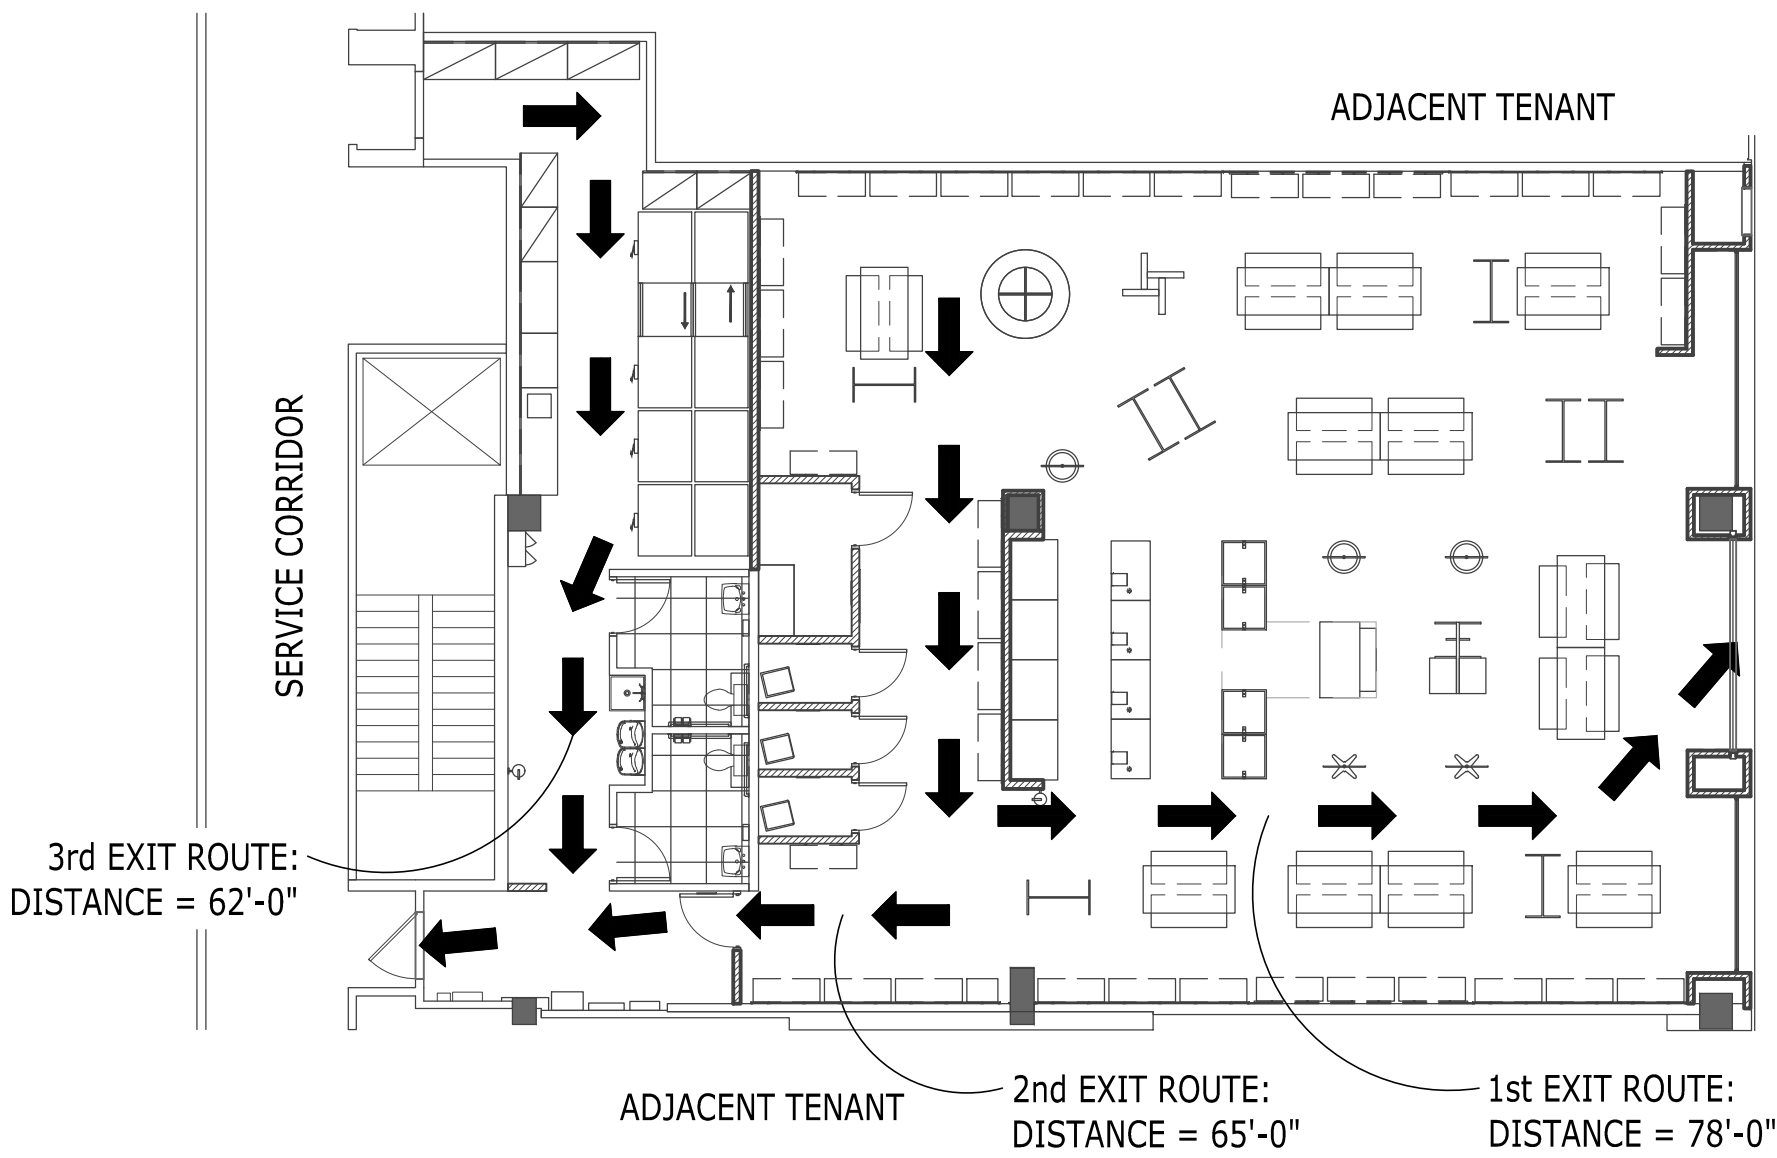 ADJACENT TENANT
SERVICE CORRIDOR
3rd EXIT ROUTE:
DISTANCE = 62'-0"
ADJACENT TENANT
2nd EXIT ROUTE:
DISTANCE = 65'-0"
1st EXIT ROUTE:
DISTANCE = 78'-0"